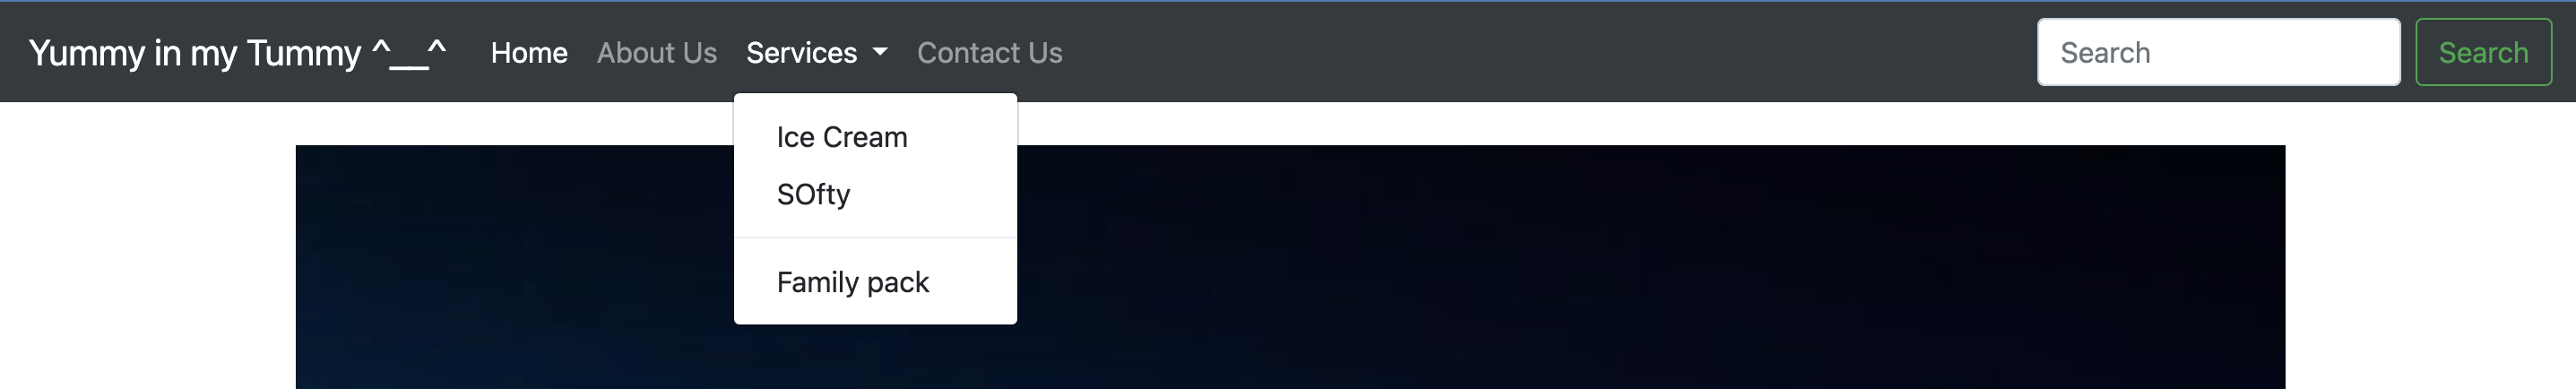 Yummy in my Tummy ^__^ Home About Us Services Contact Us Search Search
Ice Cream
SOfty
Family pack